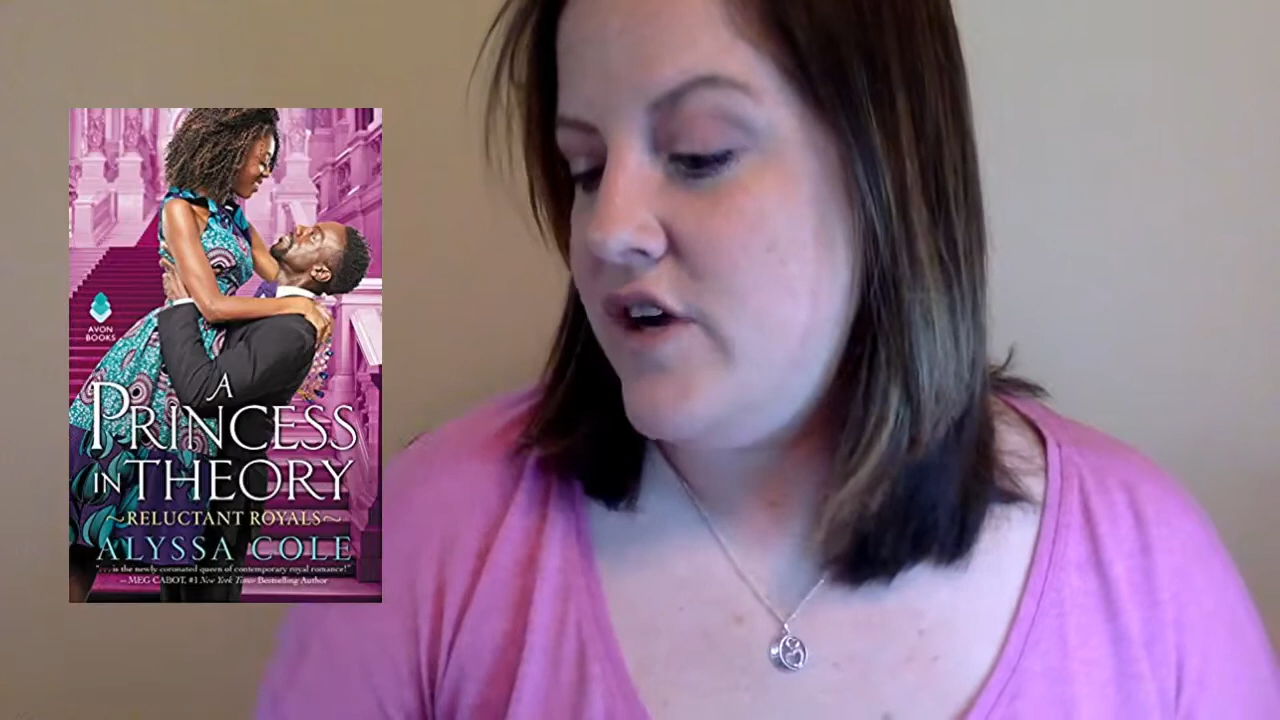 AVON
BOOKS
A
PRINCESS
IN THEORY
~RELUCTANT ROYALS~
ALYSSA COLE
"...is the newly coronated queen of contemporary royal romance!"
— MEG CABOT, #1 New York Times Bestselling Author